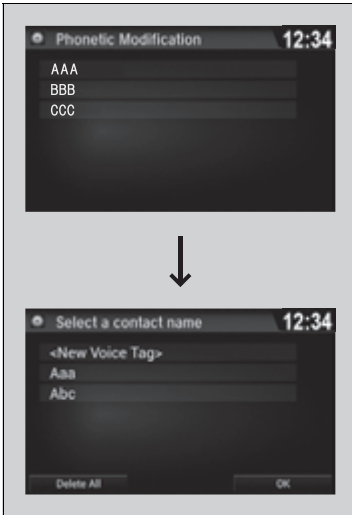 Phonetic Modification 12:34
AAA
BBB
CCC
Select a contact name 12:34
<New Voice Tag>
Aaa
Abc
Delete All OK